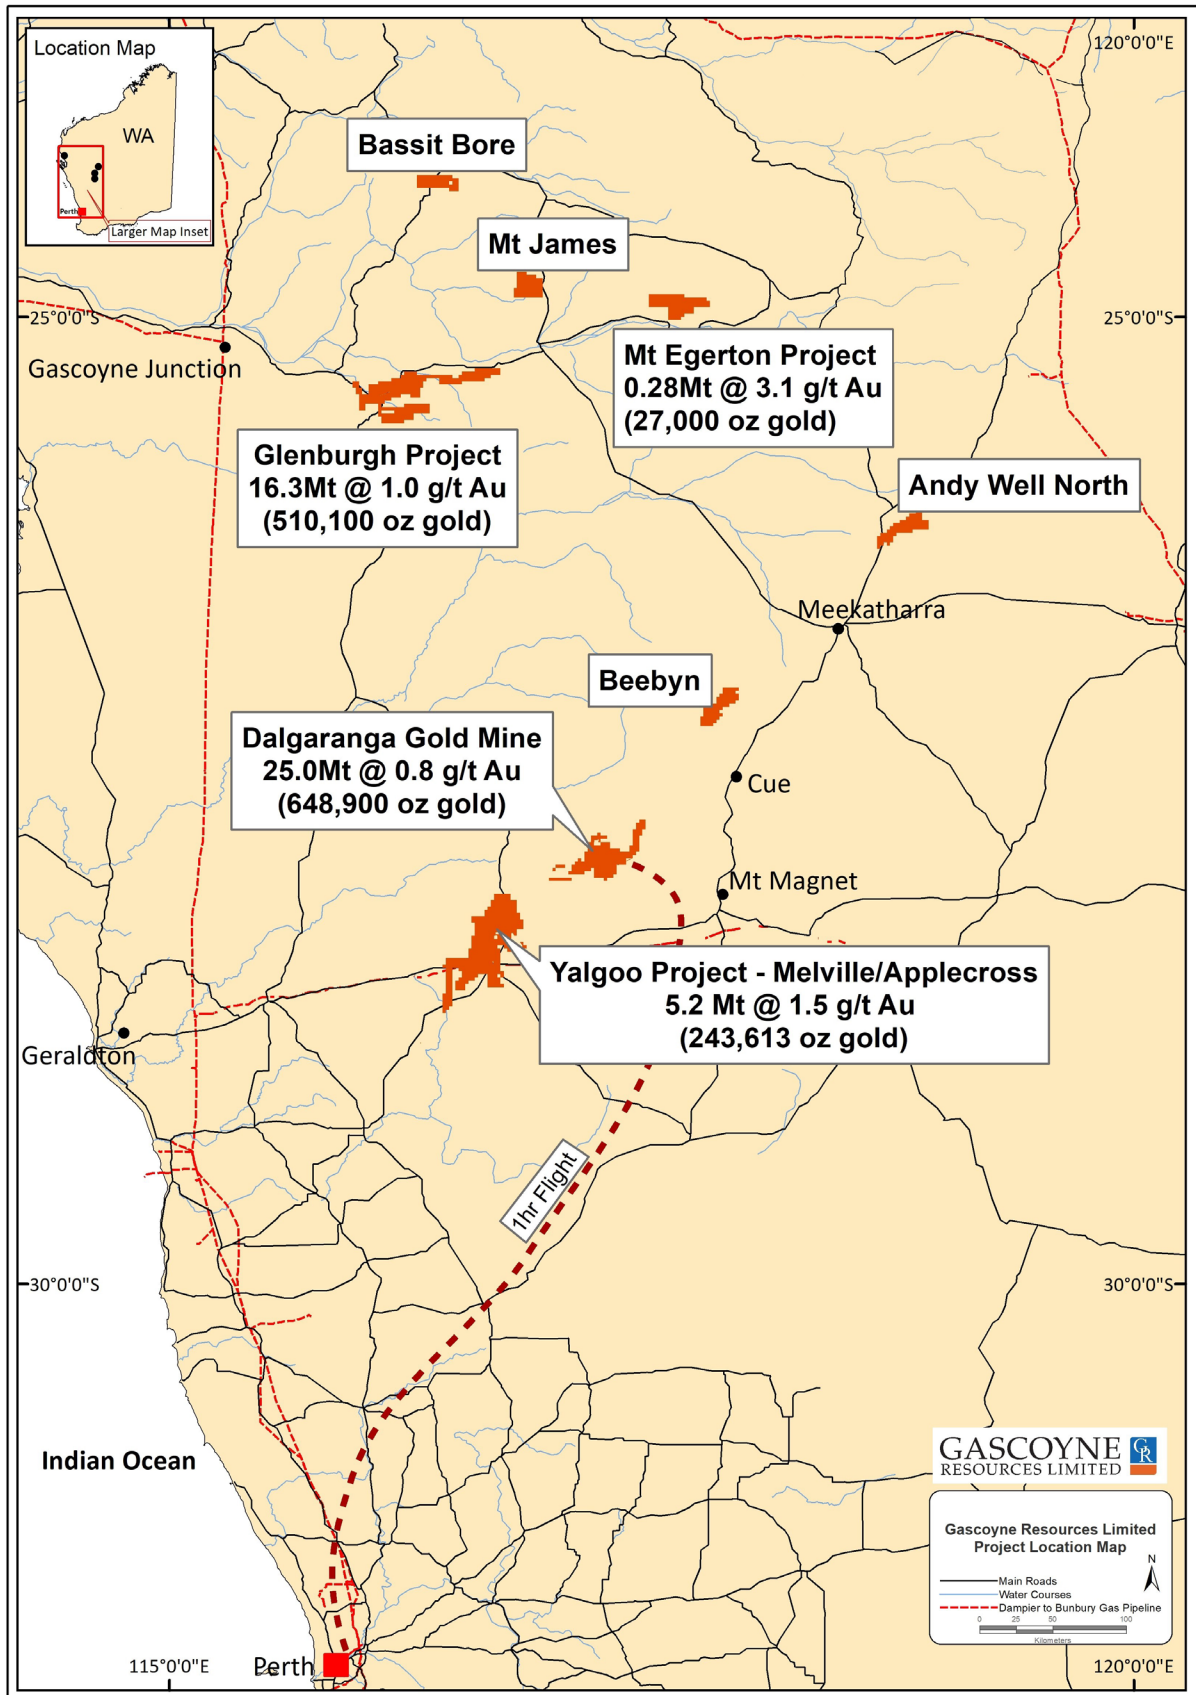 Location Map
WA
Perth
Larger Map Inset
120°0'0"E
Bassit Bore
Mt James
25°0'0"S
25°0'0"S
Gascoyne Junction
Mt Egerton Project
0.28Mt @ 3.1 g/t Au
(27,000 oz gold)
Glenburgh Project
16.3Mt @ 1.0 g/t Au
(510,100 oz gold)
Andy Well North
Meekatharra
Beebyn
Dalgaranga Gold Mine
25.0Mt @ 0.8 g/t Au
(648,900 oz gold)
Cue
Mt Magnet
Yalgoo Project - Melville/Applecross
5.2 Mt @ 1.5 g/t Au
(243,613 oz gold)
Geraldton
1hr Flight
30°0'0"S
30°0'0"S
Indian Ocean
GASCOYNE
RESOURCES LIMITED
GR
Gascoyne Resources Limited
Project Location Map
N
Main Roads
Water Courses
Dampier to Bunbury Gas Pipeline
0 25 50 100
Kilometers
115°0'0"E
Perth
120°0'0"E